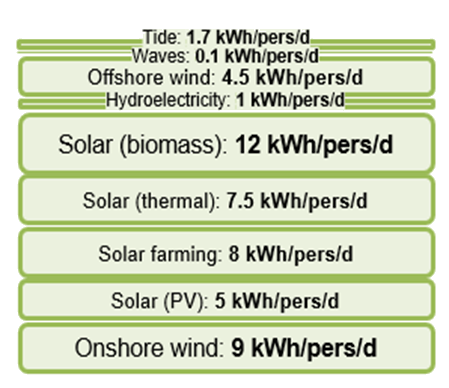 Tide: 1.7 kWh/pers/d
Waves: 0.1 kWh/pers/d
Offshore wind: 4.5 kWh/pers/d
Hydroelectricity: 1 kWh/pers/d
Solar (biomass): 12 kWh/pers/d
Solar (thermal): 7.5 kWh/pers/d
Solar farming: 8 kWh/pers/d
Solar (PV): 5 kWh/pers/d
Onshore wind: 9 kWh/pers/d